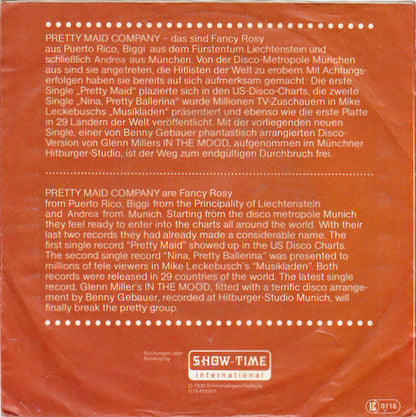 PRETTY MAID COMPANY – das sind Fancy Rosy
aus Puerto Rico, Biggi aus dem Fürstentum Liechtenstein und
schließlich Andrea aus München. Von der Disco-Metropole München
aus sind sie angetreten, die Hitlisten der Welt zu erobern. Mit Achtungs-
erfolgen haben sie bereits auf sich aufmerksam gemacht: Die erste
Single „Pretty Maid" plazierte sich in den US-Disco-Charts, die zweite
Single „Nina, Pretty Ballerina" wurde Millionen TV-Zuschauern in Mike
Leckebuschs „Musikladen" präsentiert und ebenso wie die erste Platte
in 29 Ländern der Welt veröffentlicht. Mit der vorliegenden neuen
Single, einer von Benny Gebauer phantastisch arrangierten Disco-
Version von Glenn Millers IN THE MOOD, aufgenommen im Münchner
Hitburger-Studio, ist der Weg zum endgültigen Durchbruch frei.
PRETTY MAID COMPANY are Fancy Rosy
from Puerto Rico, Biggi from the Principality of Liechtenstein
and Andrea from Munich. Starting from the disco metropole Munich
they feel ready to enter into the charts all around the world. With their
last two records they had already made a considerable name. The
first single record "Pretty Maid" showed up in the US Disco Charts.
The second single record "Nina, Pretty Ballerina" was presented to
millions of tele viewers in Mike Leckebusch's "Musikladen". Both
records were released in 29 countries of the world. The latest single
record, Glenn Miller's IN THE MOOD, fitted with a terrific disco arrange-
ment by Benny Gebauer, recorded at Hitburger-Studio Munich, will
finally break the pretty group.
Buchungen über
Booking by
SHOW-TIME
international
D-7830 Emmendingen/Freiburg
LC 0116